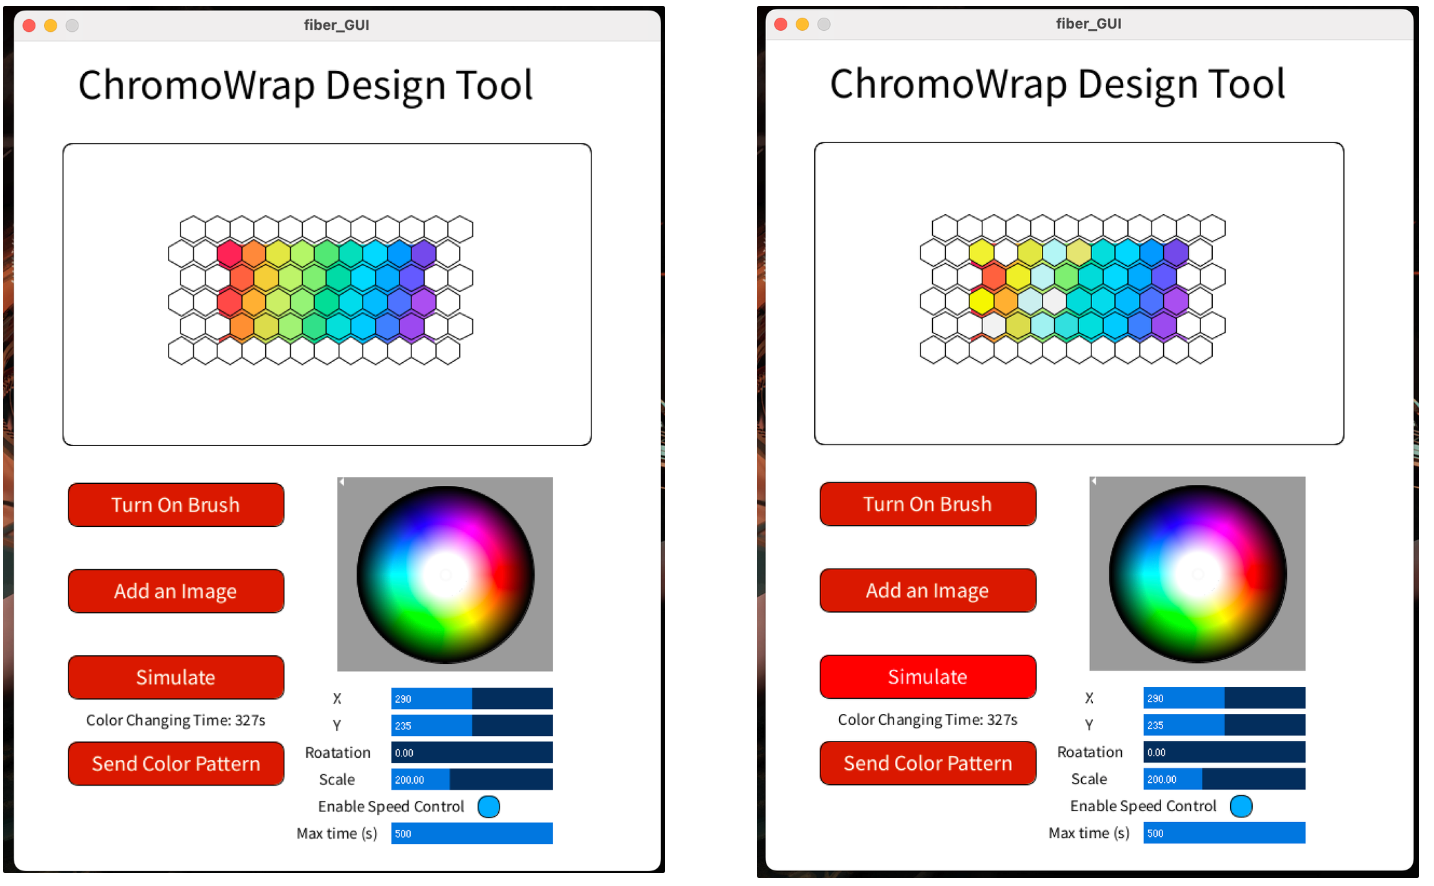 fiber_GUI
ChromoWrap Design Tool
Turn On Brush
Add an Image
Simulate
Color Changing Time: 327s
Send Color Pattern
X 290
Y 235
Roatation 0.00
Scale 200.00
Enable Speed Control
Max time (s) 500
fiber_GUI
ChromoWrap Design Tool
Turn On Brush
Add an Image
Simulate
Color Changing Time: 327s
Send Color Pattern
X 290
Y 235
Roatation 0.00
Scale 200.00
Enable Speed Control
Max time (s) 500